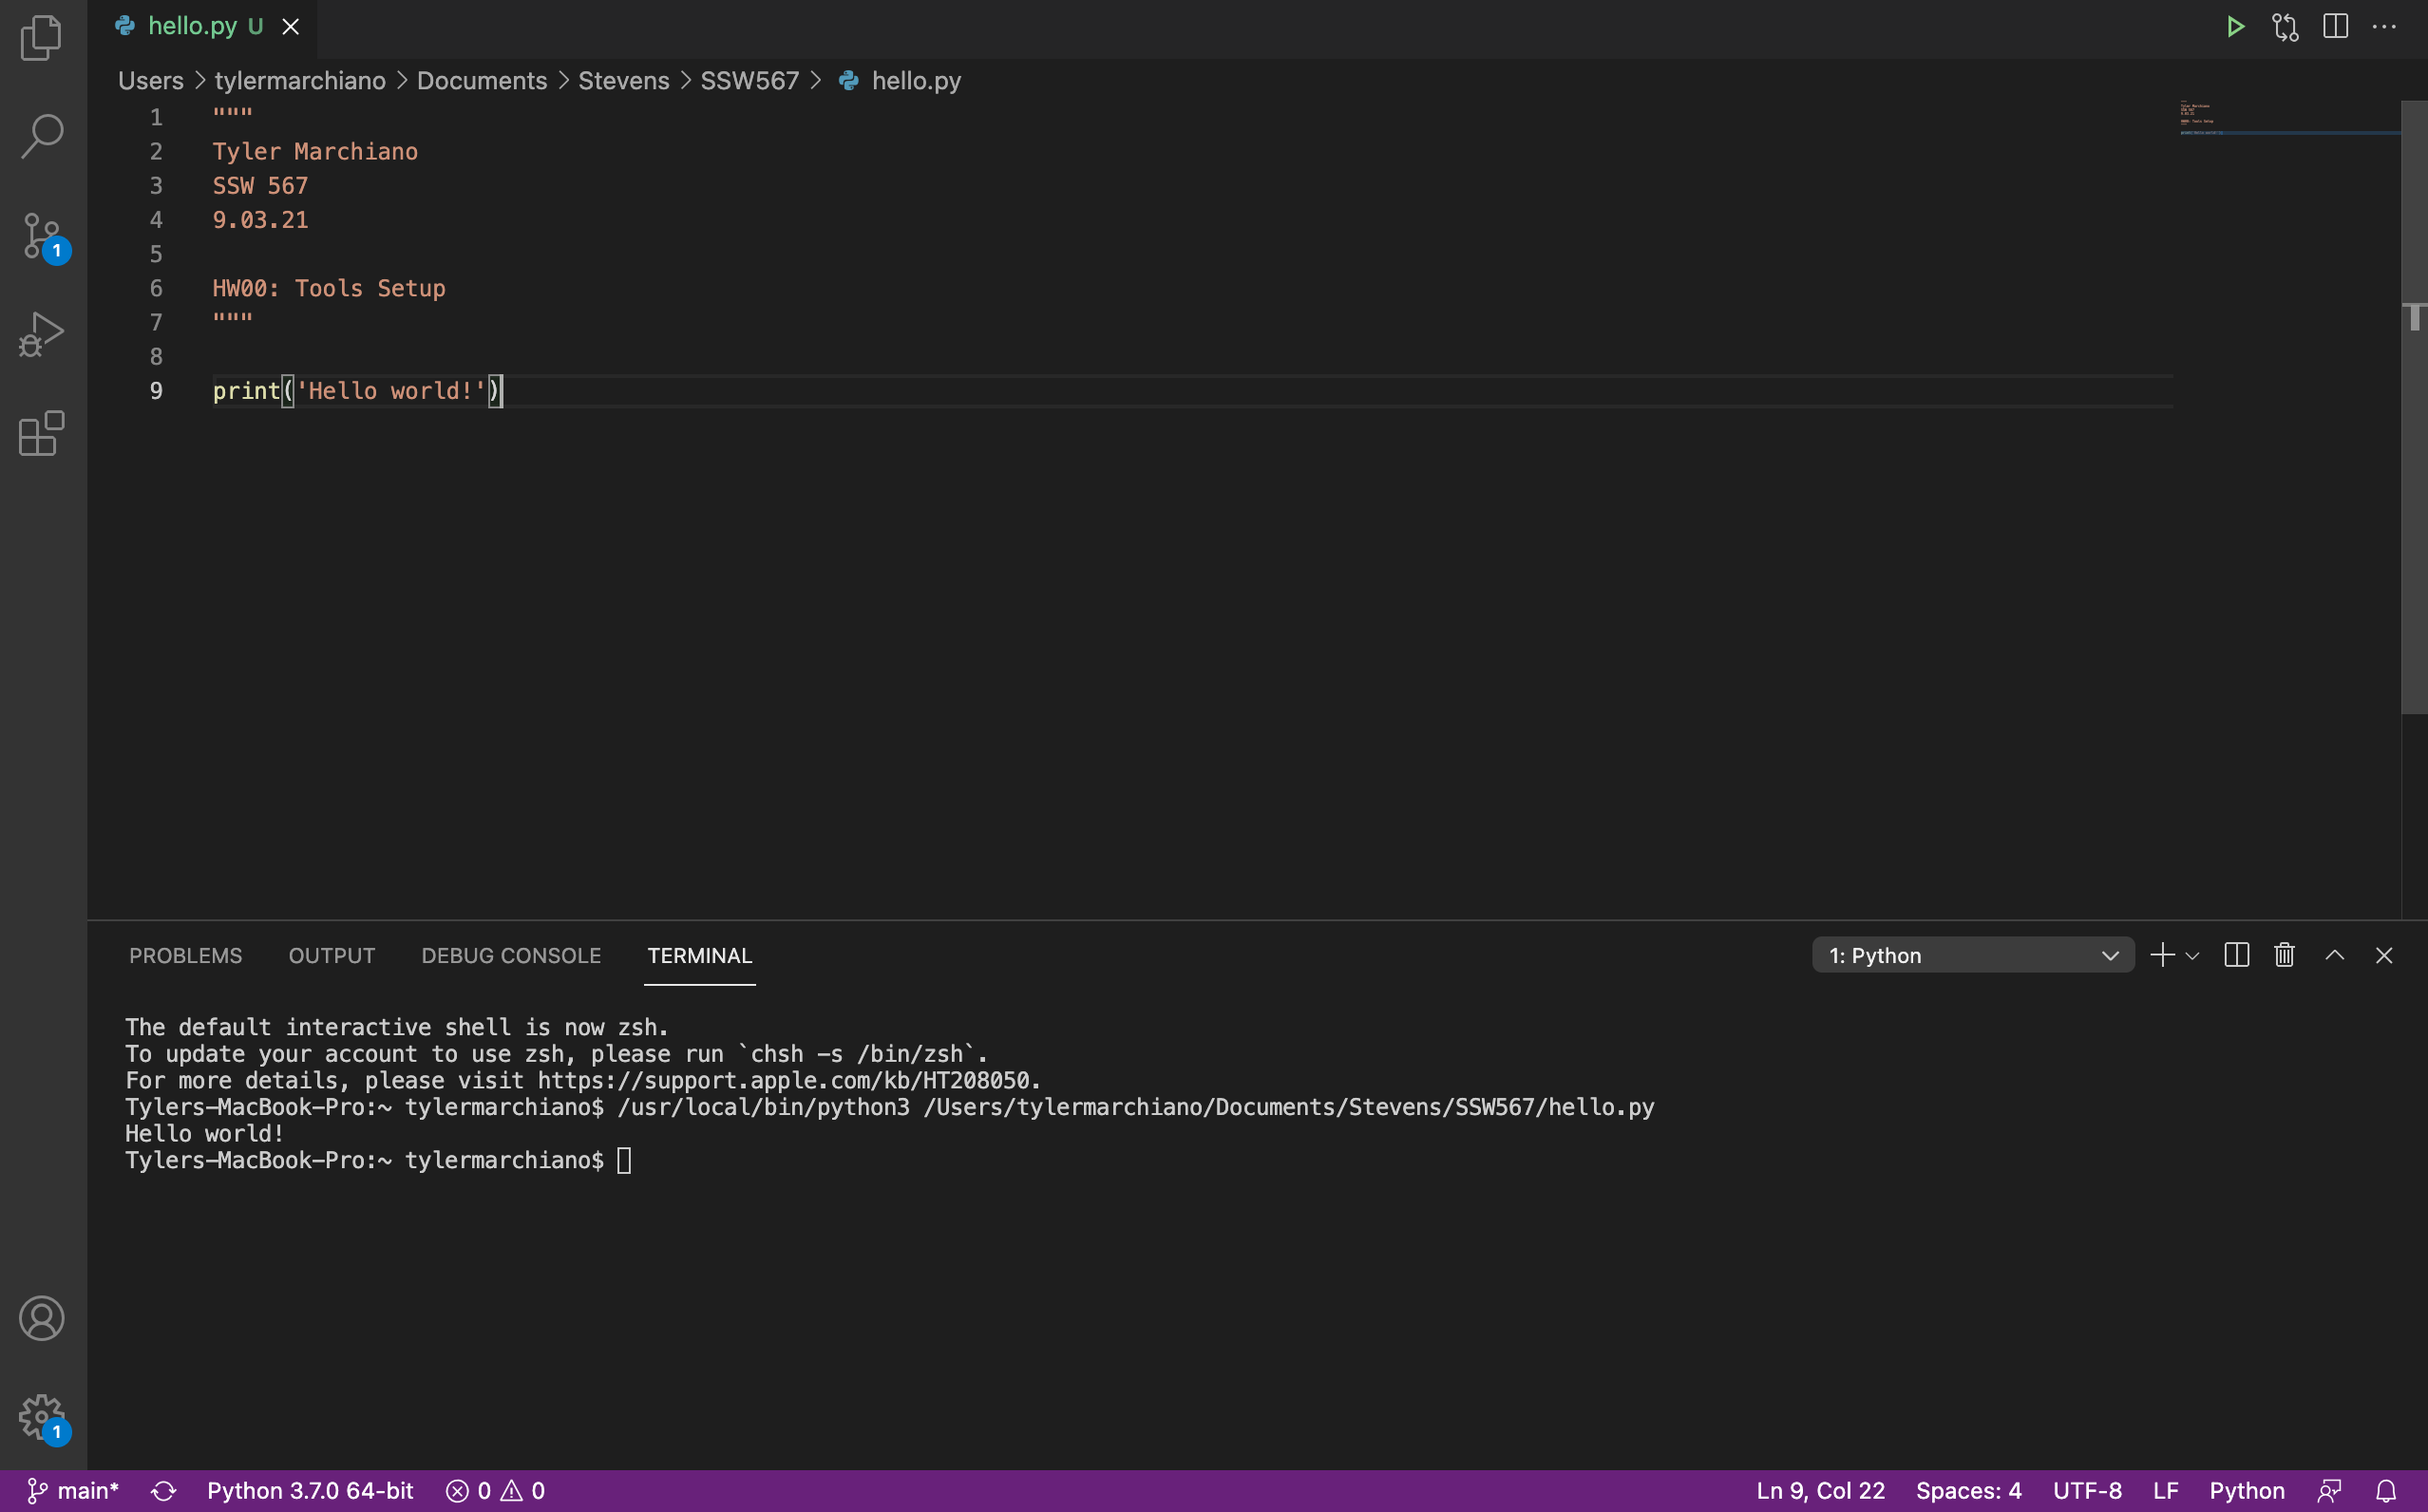 hello.py U
Users > tylermarchiano > Documents > Stevens > SSW567 > hello.py
1 """
2 Tyler Marchiano
3 SSW 567
4 9.03.21
5
6 HW00: Tools Setup
7 """
8
9 print('Hello world!')
1
PROBLEMS OUTPUT DEBUG CONSOLE TERMINAL 1: Python
The default interactive shell is now zsh.
To update your account to use zsh, please run `chsh -s /bin/zsh`.
For more details, please visit https://support.apple.com/kb/HT208050.
Tylers-MacBook-Pro:~ tylermarchiano$ /usr/local/bin/python3 /Users/tylermarchiano/Documents/Stevens/SSW567/hello.py
Hello world!
Tylers-MacBook-Pro:~ tylermarchiano$
1
main* Python 3.7.0 64-bit 0 0 Ln 9, Col 22 Spaces: 4 UTF-8 LF Python